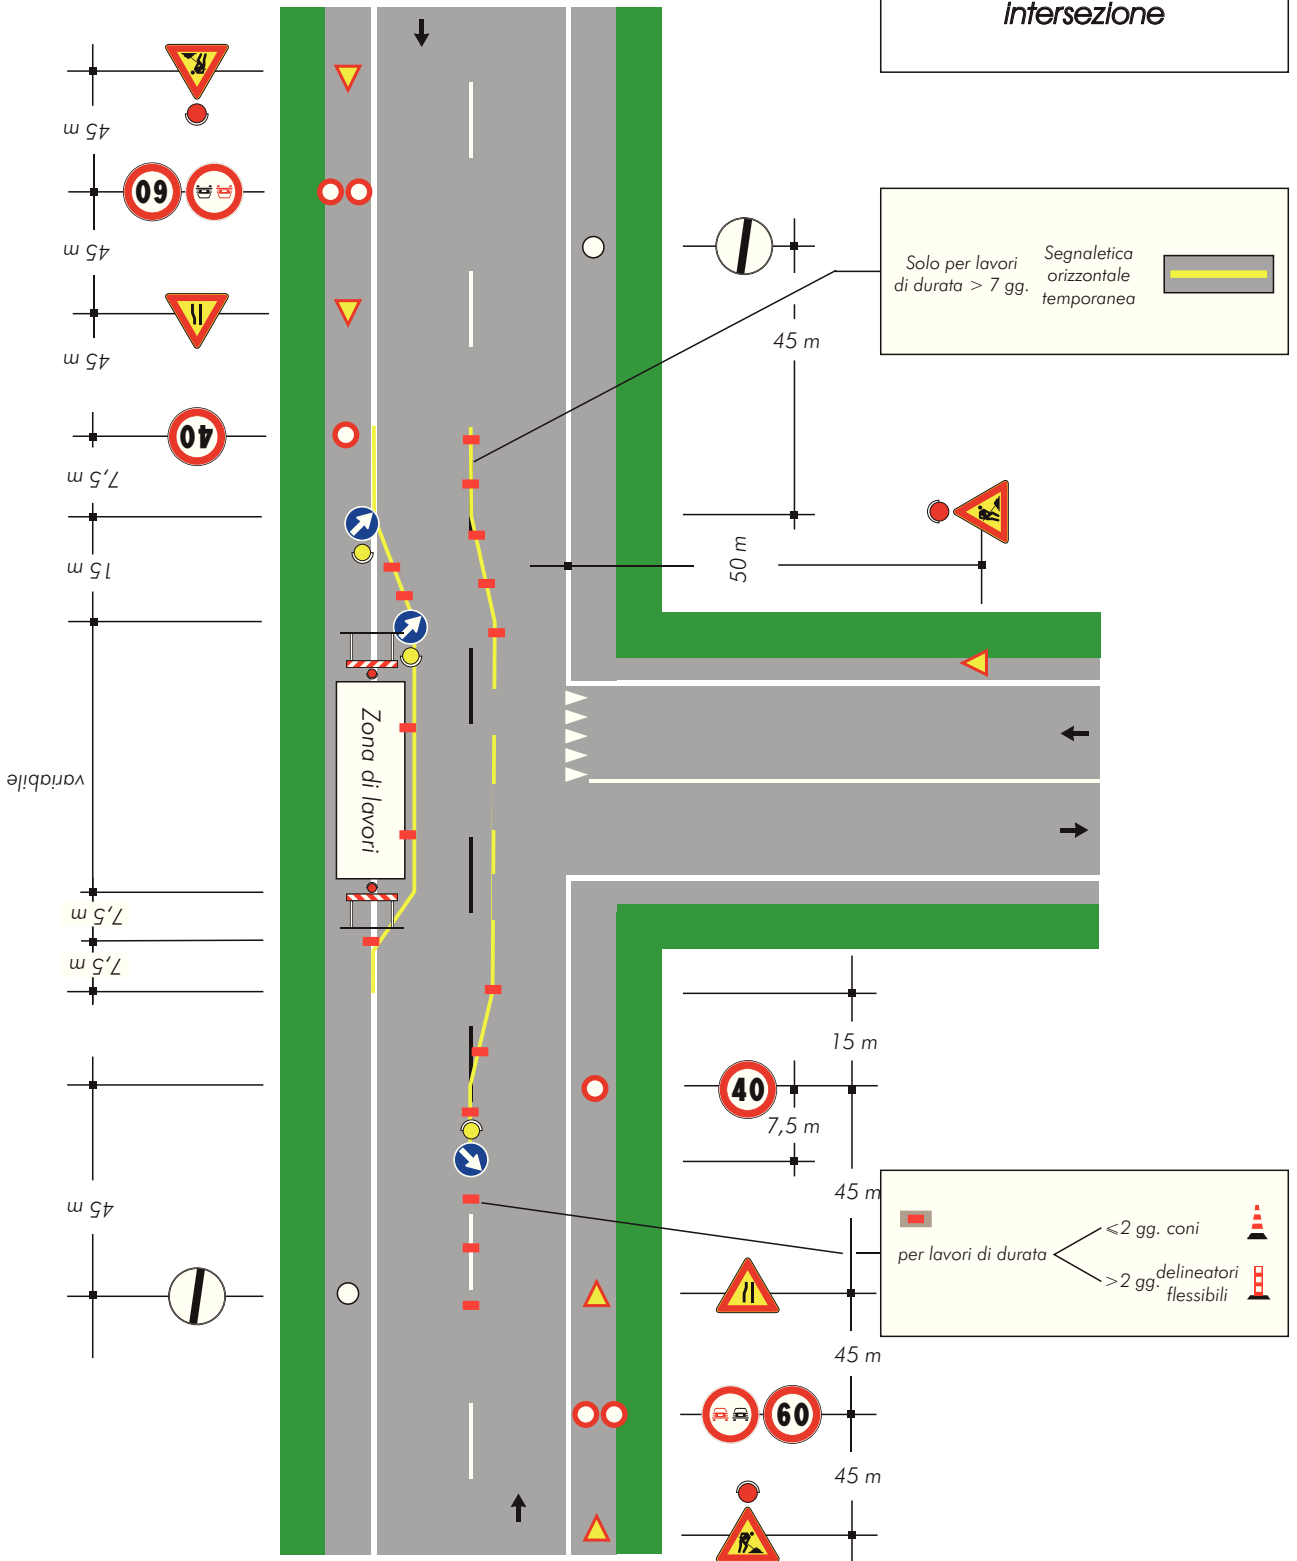 intersezione
45 m
60
45 m
45 m
40
7,5 m
15 m
variabile
7,5 m
7,5 m
45 m
Zona di lavori
45 m
50 m
Solo per lavori
di durata > 7 gg.
Segnaletica
orizzontale
temporanea
15 m
40
7,5 m
45 m
45 m
60
45 m
per lavori di durata
⩽2 gg. coni
>2 gg. delineatori
flessibili